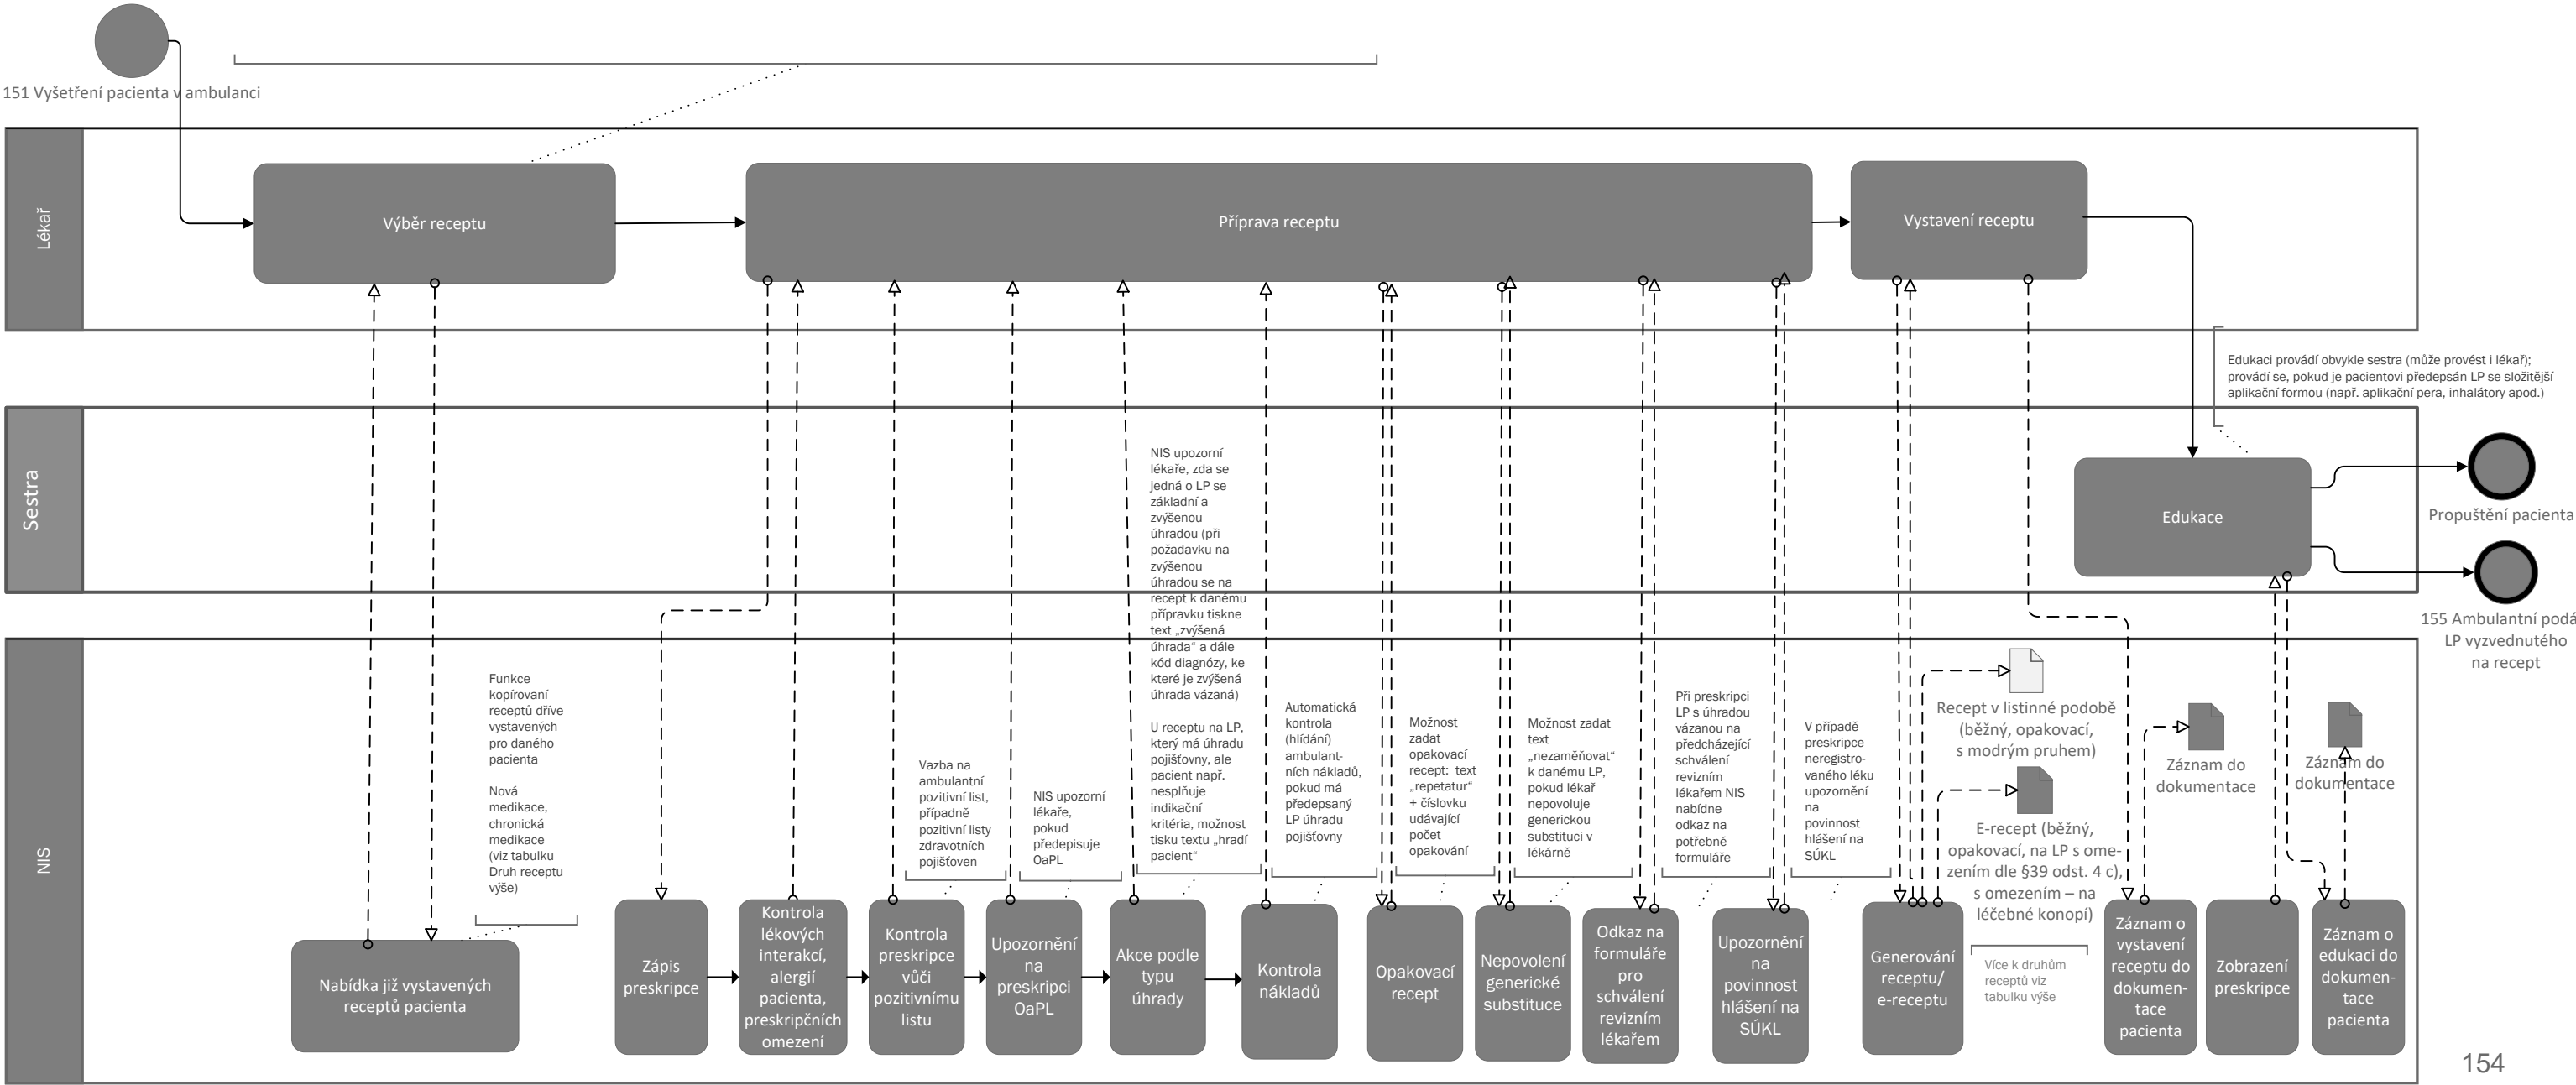 151 Vyšetření pacienta v ambulanci
Lékař
Výběr receptu
Příprava receptu
Vystavení receptu
Edukaci provádí obvykle sestra (může provést i lékař);
provádí se, pokud je pacientovi předepsán LP se složitější
aplikační formou (např. aplikační pera, inhalátory apod.)
Sestra
Edukace
Propuštění pacienta
155 Ambulantní podá
LP vyzvednutého
na recept
NIS
Funkce
kopírovaní
receptů dříve
vystavených
pro daného
pacienta
Nová
medikace,
chronická
medikace
(viz tabulku
Druh receptu
výše)
Vazba na
ambulantní
pozitivní list,
případně
pozitivní listy
zdravotních
pojišťoven
NIS upozorní
lékaře,
pokud
předepisuje
OaPL
NIS upozorní
lékaře, zda se
jedná o LP se
základní a
zvýšenou
úhradou (při
požadavku na
zvýšenou
úhradou se na
recept k danému
přípravku tiskne
text „zvýšená
úhrada“ a dále
kód diagnózy, ke
které je zvýšená
úhrada vázaná)
U receptu na LP,
který má úhradu
pojišťovny, ale
pacient např.
nesplňuje
indikační
kritéria, možnost
tisku textu „hradí
pacient“
Automatická
kontrola
(hlídání)
ambulant-
ních nákladů,
pokud má
předepsaný
LP úhradu
pojišťovny
Možnost
zadat
opakovací
recept: text
„repetatur“
+ číslovku
udávající
počet
opakování
Možnost zadat
text
„nezaměňovat“
k danému LP,
pokud lékař
nepovoluje
generickou
substituci v
lékárně
Při preskripci
LP s úhradou
vázanou na
předcházející
schválení
revizním
lékařem NIS
nabídne
odkaz na
potřebné
formuláře
V případě
preskripce
neregistro-
vaného léku
upozornění
na
povinnost
hlášení na
SÚKL
Recept v listinné podobě
(běžný, opakovací,
s modrým pruhem)
E-recept (běžný,
opakovací, na LP s ome-
zením dle §39 odst. 4 c),
s omezením – na
léčebné konopí)
Více k druhům
receptů viz
tabulku výše
Záznam do
dokumentace
Záznam do
dokumentace
Nabídka již vystavených
receptů pacienta
Zápis
preskripce
Kontrola
lékových
interakcí,
alergií
pacienta,
preskripčních
omezení
Kontrola
preskripce
vůči
pozitivnímu
listu
Upozornění
na
preskripci
OaPL
Akce podle
typu
úhrady
Kontrola
nákladů
Opakovací
recept
Nepovolení
generické
substituce
Odkaz na
formuláře
pro
schválení
revizním
lékařem
Upozornění
na
povinnost
hlášení na
SÚKL
Generování
receptu/
e-receptu
Záznam o
vystavení
receptu do
dokumen-
tace
pacienta
Zobrazení
preskripce
Záznam o
edukaci do
dokumen-
tace
pacienta
154